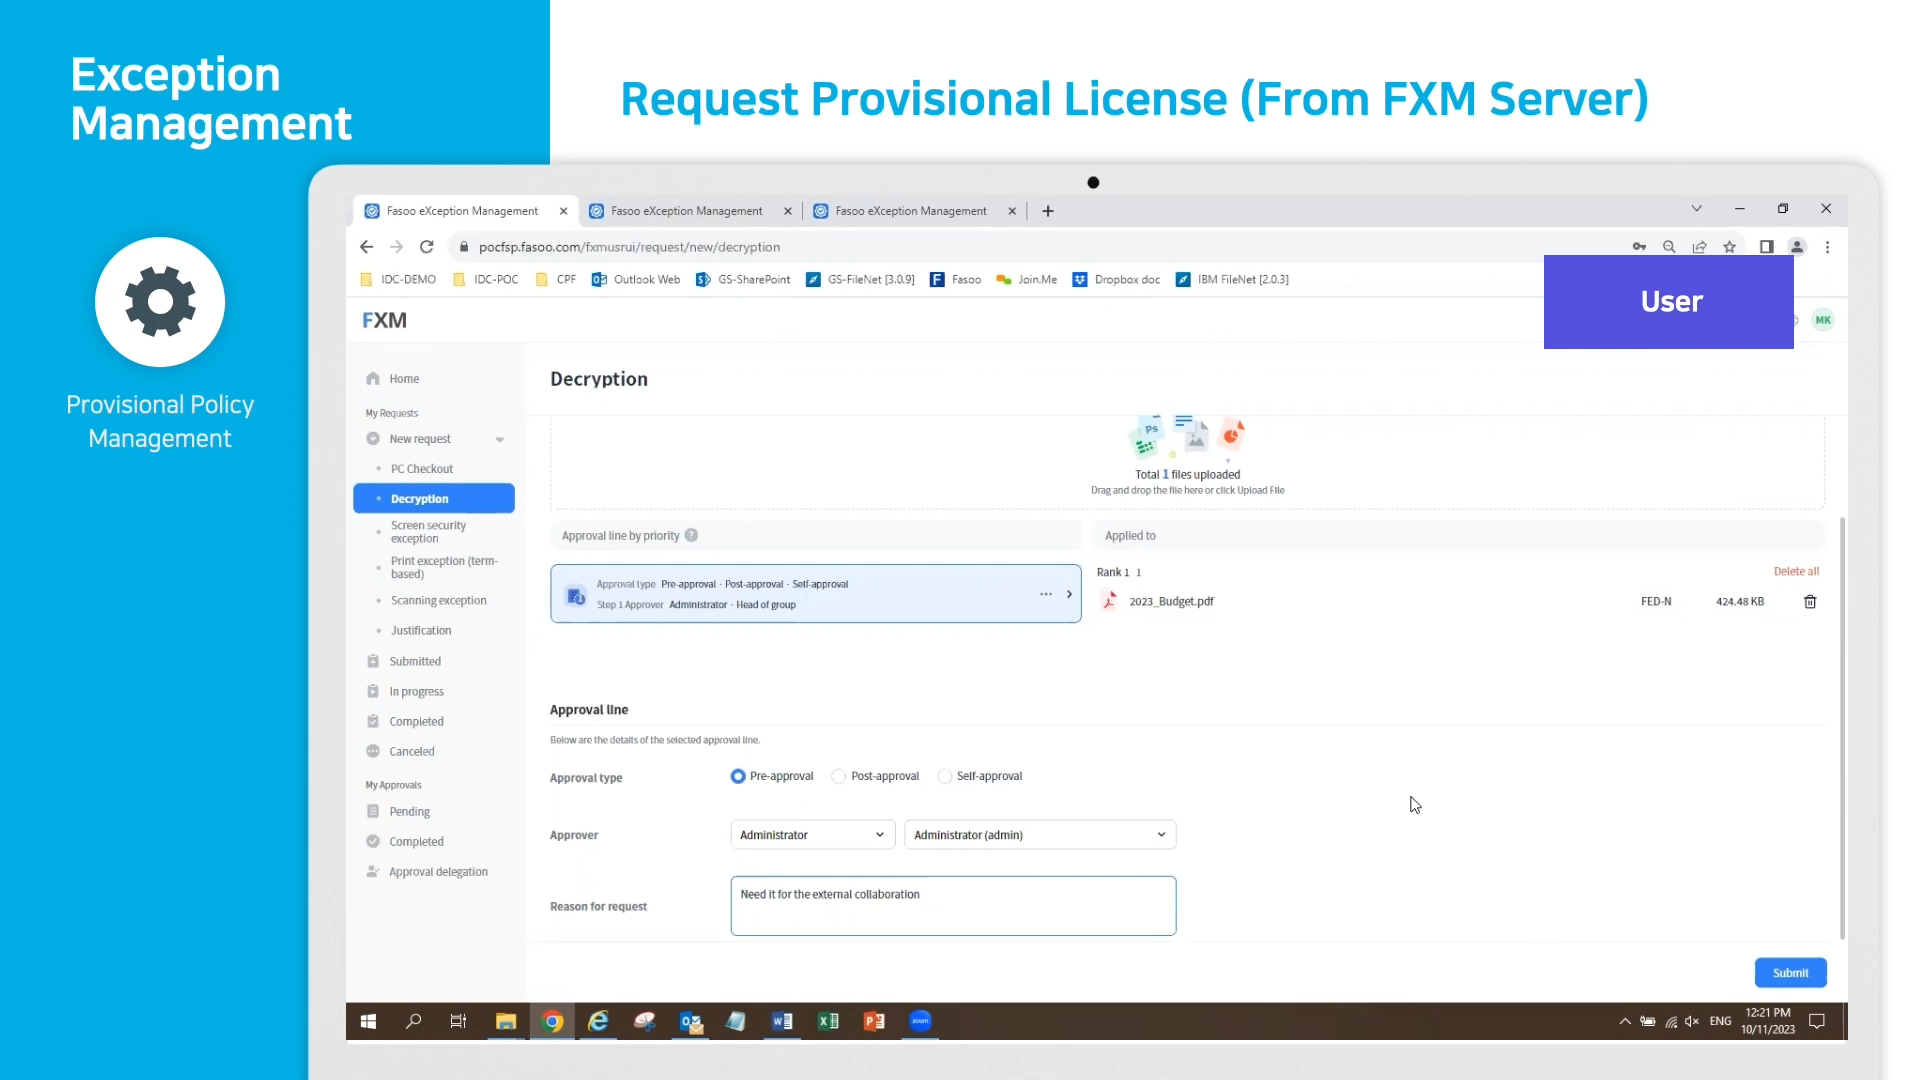 Exception
Management
Request Provisional License (From FXM Server)
Provisional Policy
Management
Fasoo eXception Management
Fasoo eXception Management
Fasoo eXception Management
pocfsp.fasoo.com/fxmusrui/request/new/decryption
IDC-DEMO
IDC-POC
CPF
Outlook Web
GS-SharePoint
GS-FileNet [3.0.9]
Fasoo
Join.Me
Dropbox doc
IBM FileNet [2.0.3]
User
FXM
MK
Home
My Requests
New request
PC Checkout
Decryption
Screen security
exception
Print exception (term-
based)
Scanning exception
Justification
Submitted
In progress
Completed
Canceled
My Approvals
Pending
Completed
Approval delegation
Decryption
Ps
Total 1 files uploaded
Drag and drop the file here or click Upload File
Approval line by priority ?
Applied to
Approval type Pre-approval · Post-approval · Self-approval
Step 1 Approver Administrator · Head of group
Rank 1 1
Delete all
2023_Budget.pdf
FED-N
424.48 KB
Approval line
Below are the details of the selected approval line.
Approval type
Pre-approval
Post-approval
Self-approval
Approver
Administrator
Administrator (admin)
Reason for request
Need it for the external collaboration
Submit
zoom
ENG
12:21 PM
10/11/2023